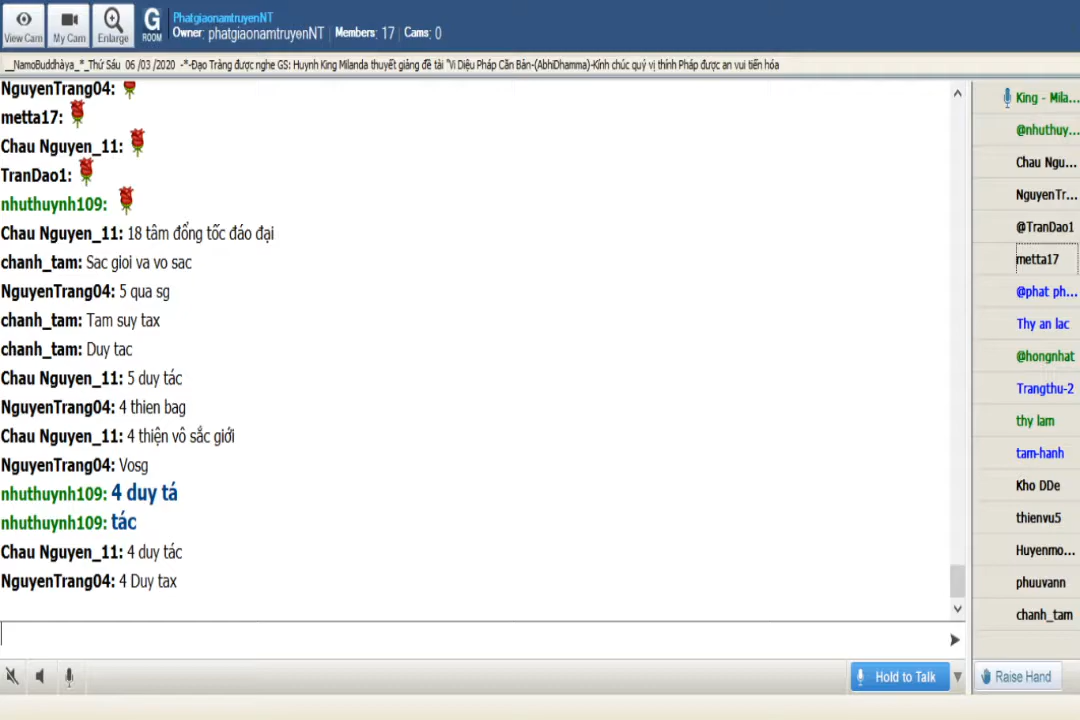 View Cam
My Cam
Enlarge
G
ROOM
PhatgiaonamtruyenNT
Owner: phatgiaonamtruyenNT Members: 17 Cams: 0
__NamoBuddhàya_*_Thứ Sáu 06 /03 /2020 -*-Đạo Tràng được nghe GS: Huynh King Milanda thuyết giảng đề tài "Vi Diệu Pháp Căn Bản-(AbhiDhamma)-Kính chúc quý vị thính Pháp được an vui tiến hóa
NguyenTrang04:
metta17:
Chau Nguyen_11:
TranDao1:
nhuthuynh109:
Chau Nguyen_11: 18 tâm đổng tốc đáo đại
chanh_tam: Sac gioi va vo sac
NguyenTrang04: 5 qua sg
chanh_tam: Tam suy tax
chanh_tam: Duy tac
Chau Nguyen_11: 5 duy tác
NguyenTrang04: 4 thien bag
Chau Nguyen_11: 4 thiện vô sắc giới
NguyenTrang04: Vosg
nhuthuynh109: 4 duy tá
nhuthuynh109: tác
Chau Nguyen_11: 4 duy tác
NguyenTrang04: 4 Duy tax
King - Mila...
@nhuthuy...
Chau Ngu...
NguyenTr...
@TranDao1
metta17
@phat ph...
Thy an lac
@hongnhat
Trangthu-2
thy lam
tam-hanh
Kho DDe
thienvu5
Huyenmo...
phuuvann
chanh_tam
Hold to Talk
Raise Hand